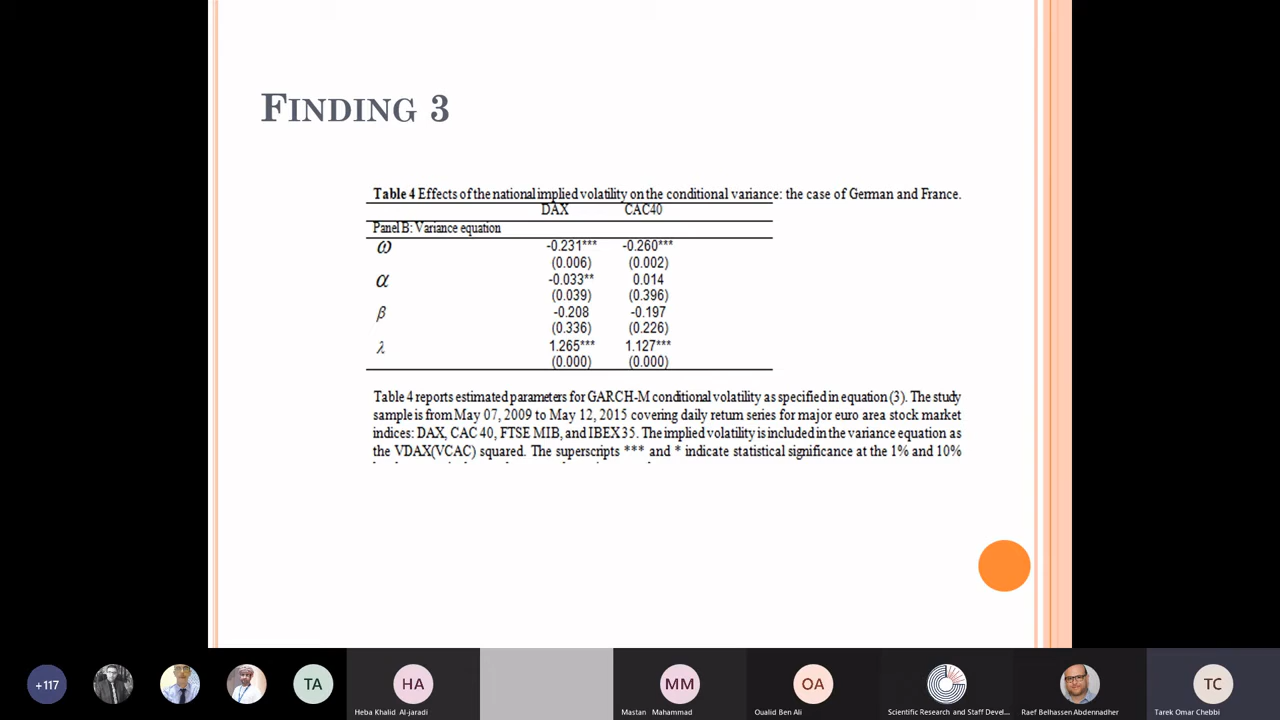 FINDING 3
Table 4 Effects of the national implied volatility on the conditional variance: the case of German and France.
DAX CAC40
Panel B: Variance equation
ω -0.231*** -0.260***
(0.006) (0.002)
α -0.033** 0.014
(0.039) (0.396)
β -0.208 -0.197
(0.336) (0.226)
λ 1.265*** 1.127***
(0.000) (0.000)
Table 4 reports estimated parameters for GARCH-M conditional volatility as specified in equation (3). The study
sample is from May 07, 2009 to May 12, 2015 covering daily return series for major euro area stock market
indices: DAX, CAC 40, FTSE MIB, and IBEX 35. The implied volatility is included in the variance equation as
the VDAX(VCAC) squared. The superscripts *** and * indicate statistical significance at the 1% and 10%
+117 TA HA MM OA TC
Heba Khalid Al-jaradi Mastan Mahammad Oualid Ben Ali Scientific Research and Staff Devel... Raef Belhassen Abdennadher Tarek Omar Chebbi